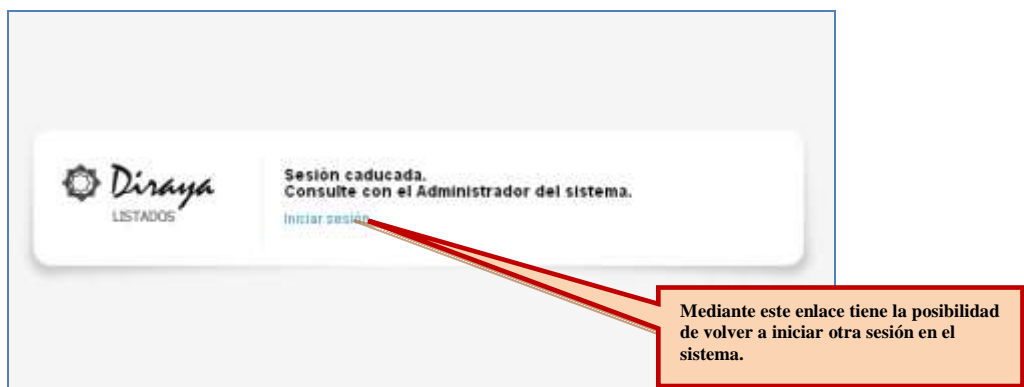 Diraya
LISTADOS
Sesión caducada.
Consulte con el Administrador del sistema.
Iniciar sesión
Mediante este enlace tiene la posibilidad
de volver a iniciar otra sesión en el
sistema.